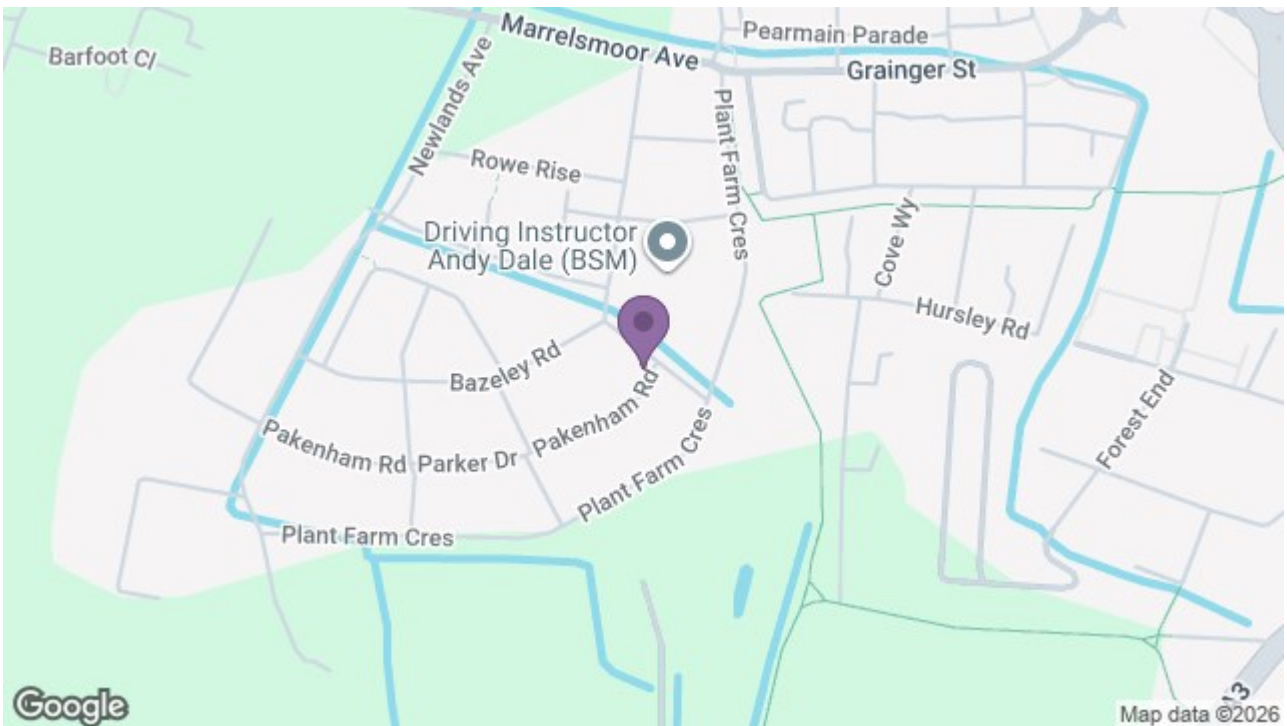 Marrelsmoor Ave
Pearmain Parade
Grainger St
Barfoot Cl
Newlands Ave
Plant Farm Cres
Rowe Rise
Driving Instructor
Andy Dale (BSM)
Cove Wy
Hursley Rd
Bazeley Rd
Pakenham Rd
Forest End
Pakenham Rd
Parker Dr
Plant Farm Cres
Plant Farm Cres
Google
Map data ©2026